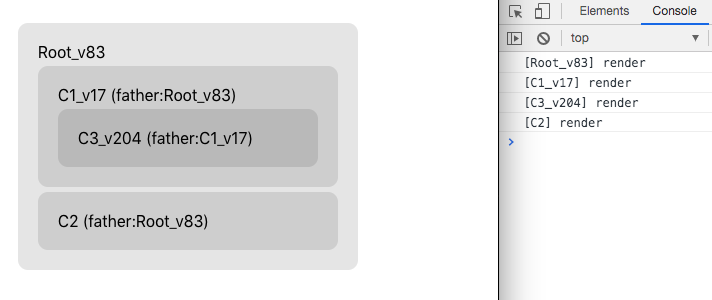 Root_v83
C1_v17 (father:Root_v83)
C3_v204 (father:C1_v17)
C2 (father:Root_v83)
Elements Console
top ▼
[Root_v83] render
[C1_v17] render
[C3_v204] render
[C2] render
>